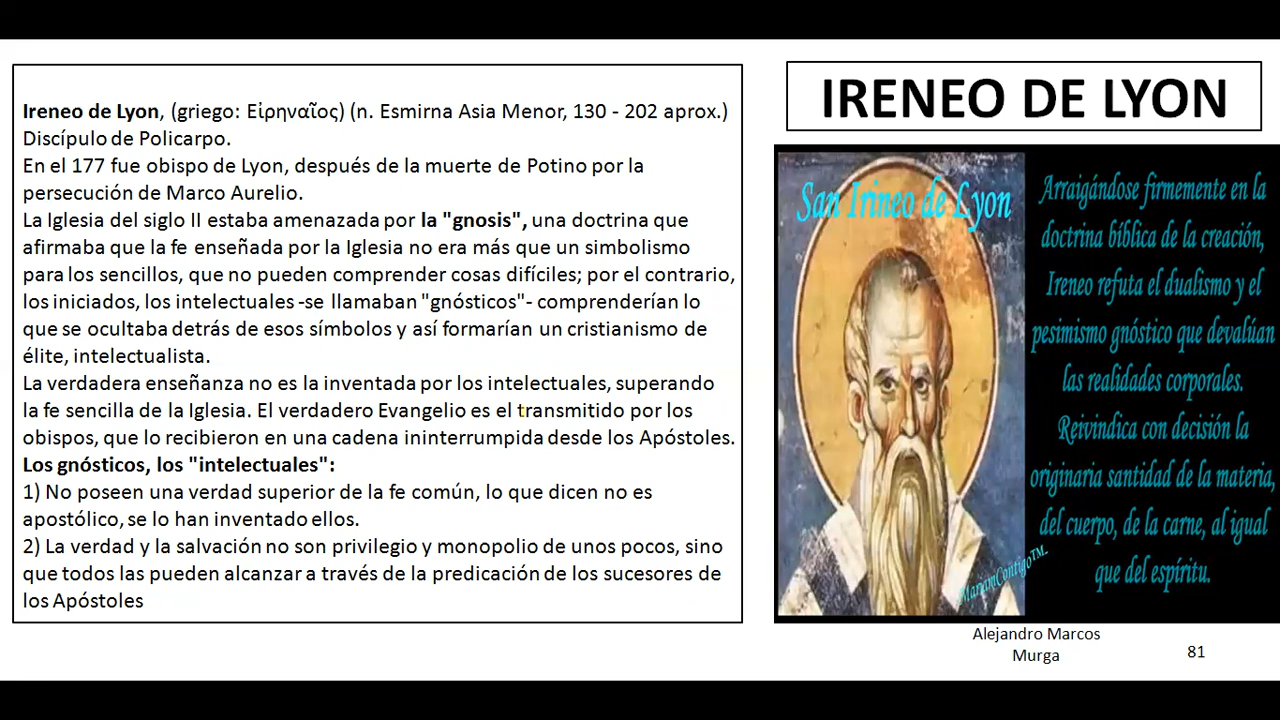 IRENEO DE LYON
Ireneo de Lyon, (griego: Εἰρηναῖος) (n. Esmirna Asia Menor, 130 - 202 aprox.)
Discípulo de Policarpo.
En el 177 fue obispo de Lyon, después de la muerte de Potino por la
persecución de Marco Aurelio.
La Iglesia del siglo II estaba amenazada por la "gnosis", una doctrina que
afirmaba que la fe enseñada por la Iglesia no era más que un simbolismo
para los sencillos, que no pueden comprender cosas difíciles; por el contrario,
los iniciados, los intelectuales -se llamaban "gnósticos"- comprenderían lo
que se ocultaba detrás de esos símbolos y así formarían un cristianismo de
élite, intelectualista.
La verdadera enseñanza no es la inventada por los intelectuales, superando
la fe sencilla de la Iglesia. El verdadero Evangelio es el transmitido por los
obispos, que lo recibieron en una cadena ininterrumpida desde los Apóstoles.
Los gnósticos, los "intelectuales":
1) No poseen una verdad superior de la fe común, lo que dicen no es
apostólico, se lo han inventado ellos.
2) La verdad y la salvación no son privilegio y monopolio de unos pocos, sino
que todos las pueden alcanzar a través de la predicación de los sucesores de
los Apóstoles
San Irineo de Lyon
Arraigándose firmemente en la
doctrina bíblica de la creación,
Ireneo refuta el dualismo y el
pesimismo gnóstico que devalúan
las realidades corporales.
Reivindica con decisión la
originaria santidad de la materia,
del cuerpo, de la carne, al igual
que del espíritu.
MariamContigo™
Alejandro Marcos
Murga
81